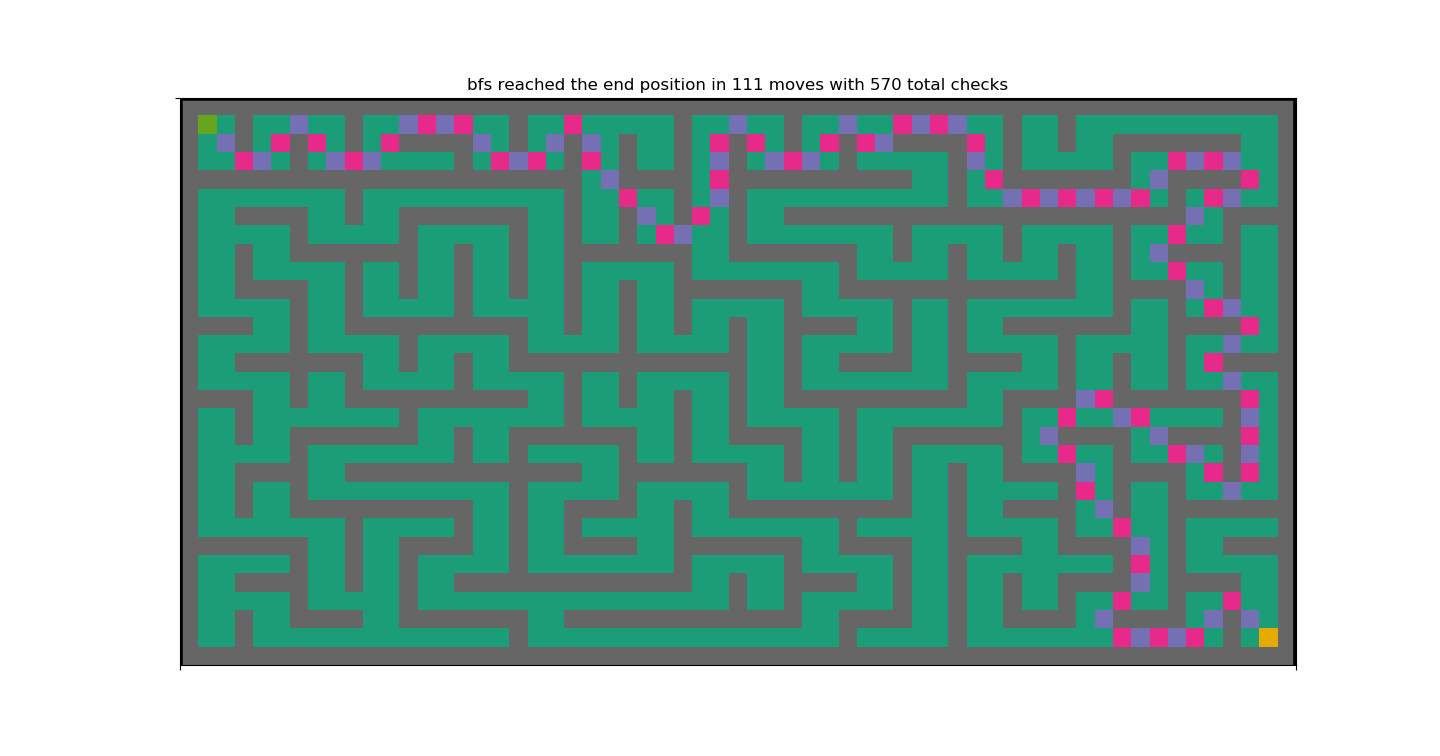 bfs reached the end position in 111 moves with 570 total checks